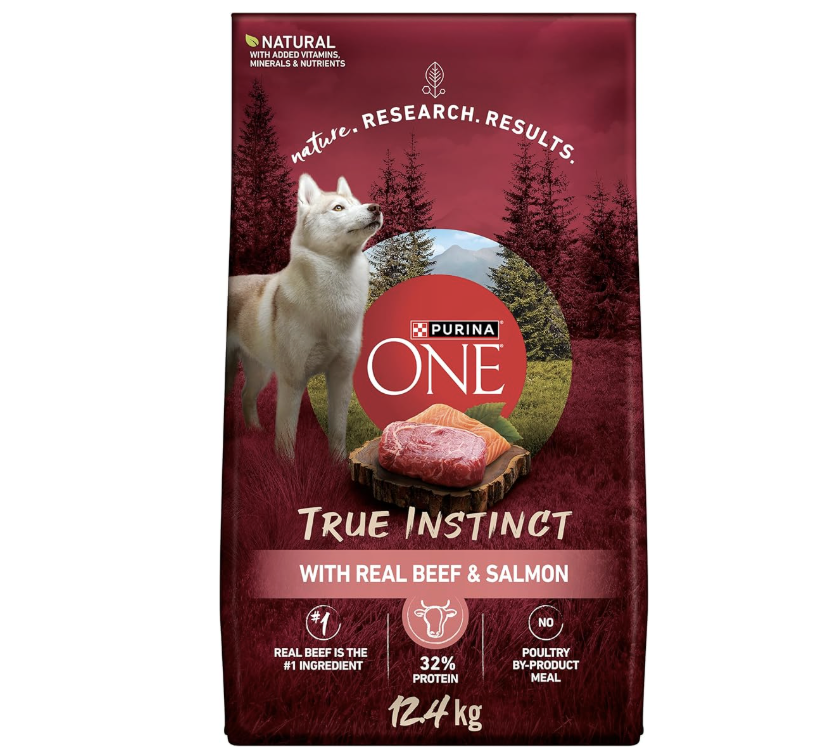 NATURAL
WITH ADDED VITAMINS,
MINERALS & NUTRIENTS
nature. RESEARCH. RESULTS.
PURINA
ONE®
TRUE INSTINCT
WITH REAL BEEF & SALMON
#1
REAL BEEF IS THE
#1 INGREDIENT
32%
PROTEIN
NO
POULTRY
BY-PRODUCT
MEAL
12.4 kg